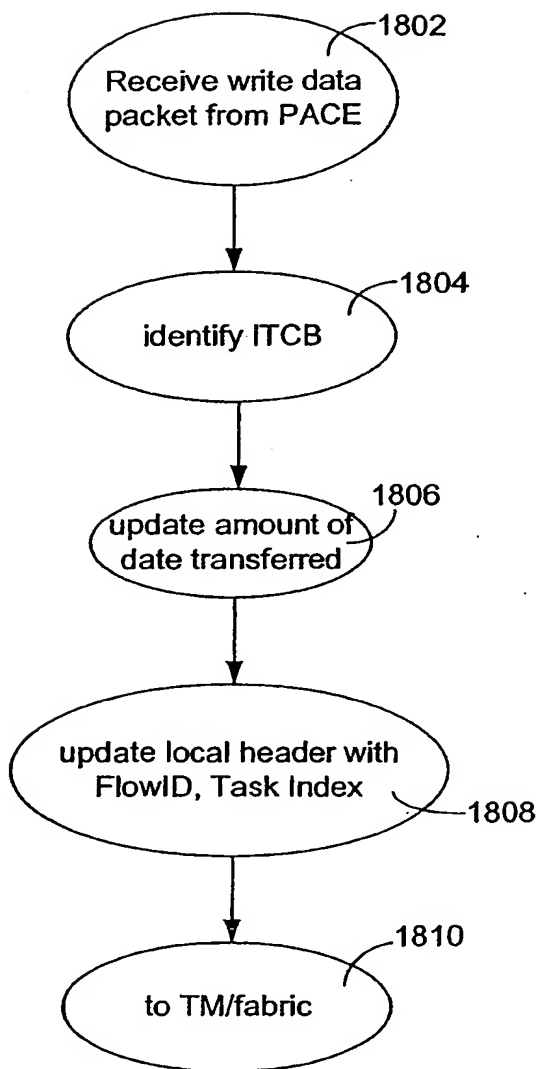 1802
Receive write data
packet from PACE
1804
identify ITCB
1806
update amount of
date transferred
update local header with
FlowID, Task Index
1808
1810
to TM/fabric